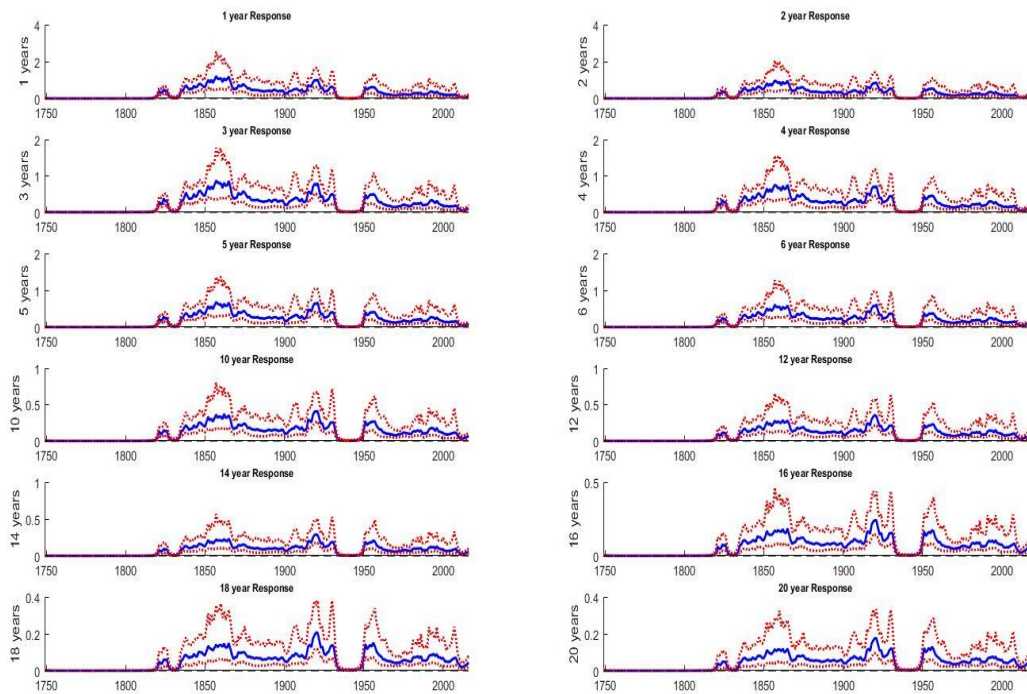 1 year Response
4
2
0
1 years
1750 1800 1850 1900 1950 2000
2 year Response
4
2
0
2 years
1750 1800 1850 1900 1950 2000
3 year Response
2
1
0
3 years
1750 1800 1850 1900 1950 2000
4 year Response
2
1
0
4 years
1750 1800 1850 1900 1950 2000
5 year Response
2
1
0
5 years
1750 1800 1850 1900 1950 2000
6 year Response
2
1
0
6 years
1750 1800 1850 1900 1950 2000
10 year Response
1
0.5
0
10 years
1750 1800 1850 1900 1950 2000
12 year Response
1
0.5
0
12 years
1750 1800 1850 1900 1950 2000
14 year Response
1
0.5
0
14 years
1750 1800 1850 1900 1950 2000
16 year Response
0.5
0
16 years
1750 1800 1850 1900 1950 2000
18 year Response
0.4
0.2
0
18 years
1750 1800 1850 1900 1950 2000
20 year Response
0.4
0.2
0
20 years
1750 1800 1850 1900 1950 2000